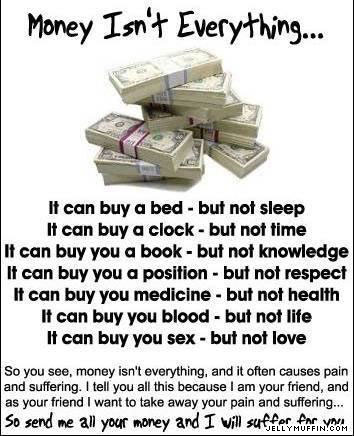 Money Isn't Everything...
It can buy a bed - but not sleep
It can buy a clock - but not time
It can buy you a book - but not knowledge
It can buy you a position - but not respect
It can buy you medicine - but not health
It can buy you blood - but not life
It can buy you sex - but not love
So you see, money isn't everything, and it often causes pain
and suffering. I tell you all this because I am your friend, and
as your friend I want to take away your pain and suffering...
So send me all your money and I will suffer for you
JELLYMUFFIN.COM